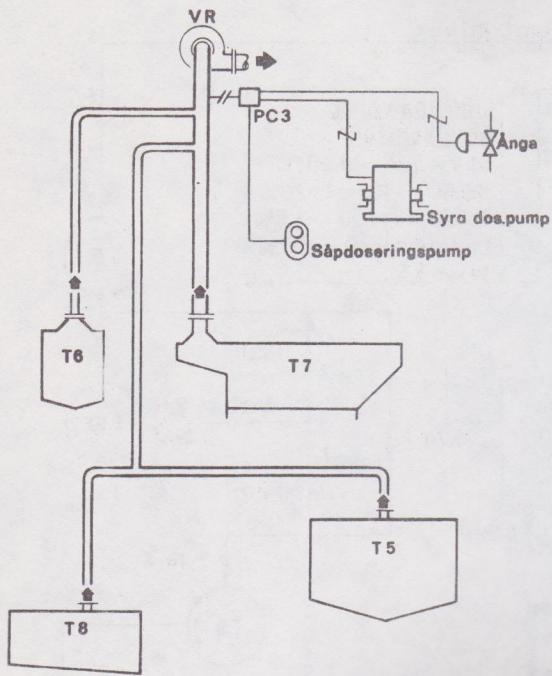 VR
PC3
Ånga
Syra dos.pump
Såpdoseringspump
T6
T7
T5
T8